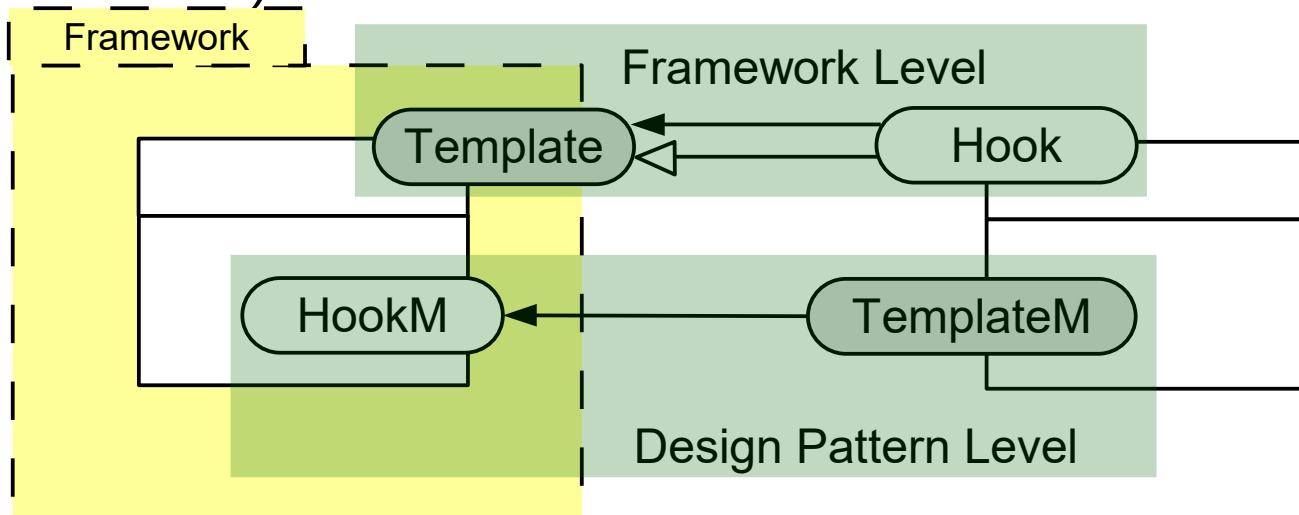 Framework
Framework Level
Template
Hook
HookM
TemplateM
Design Pattern Level